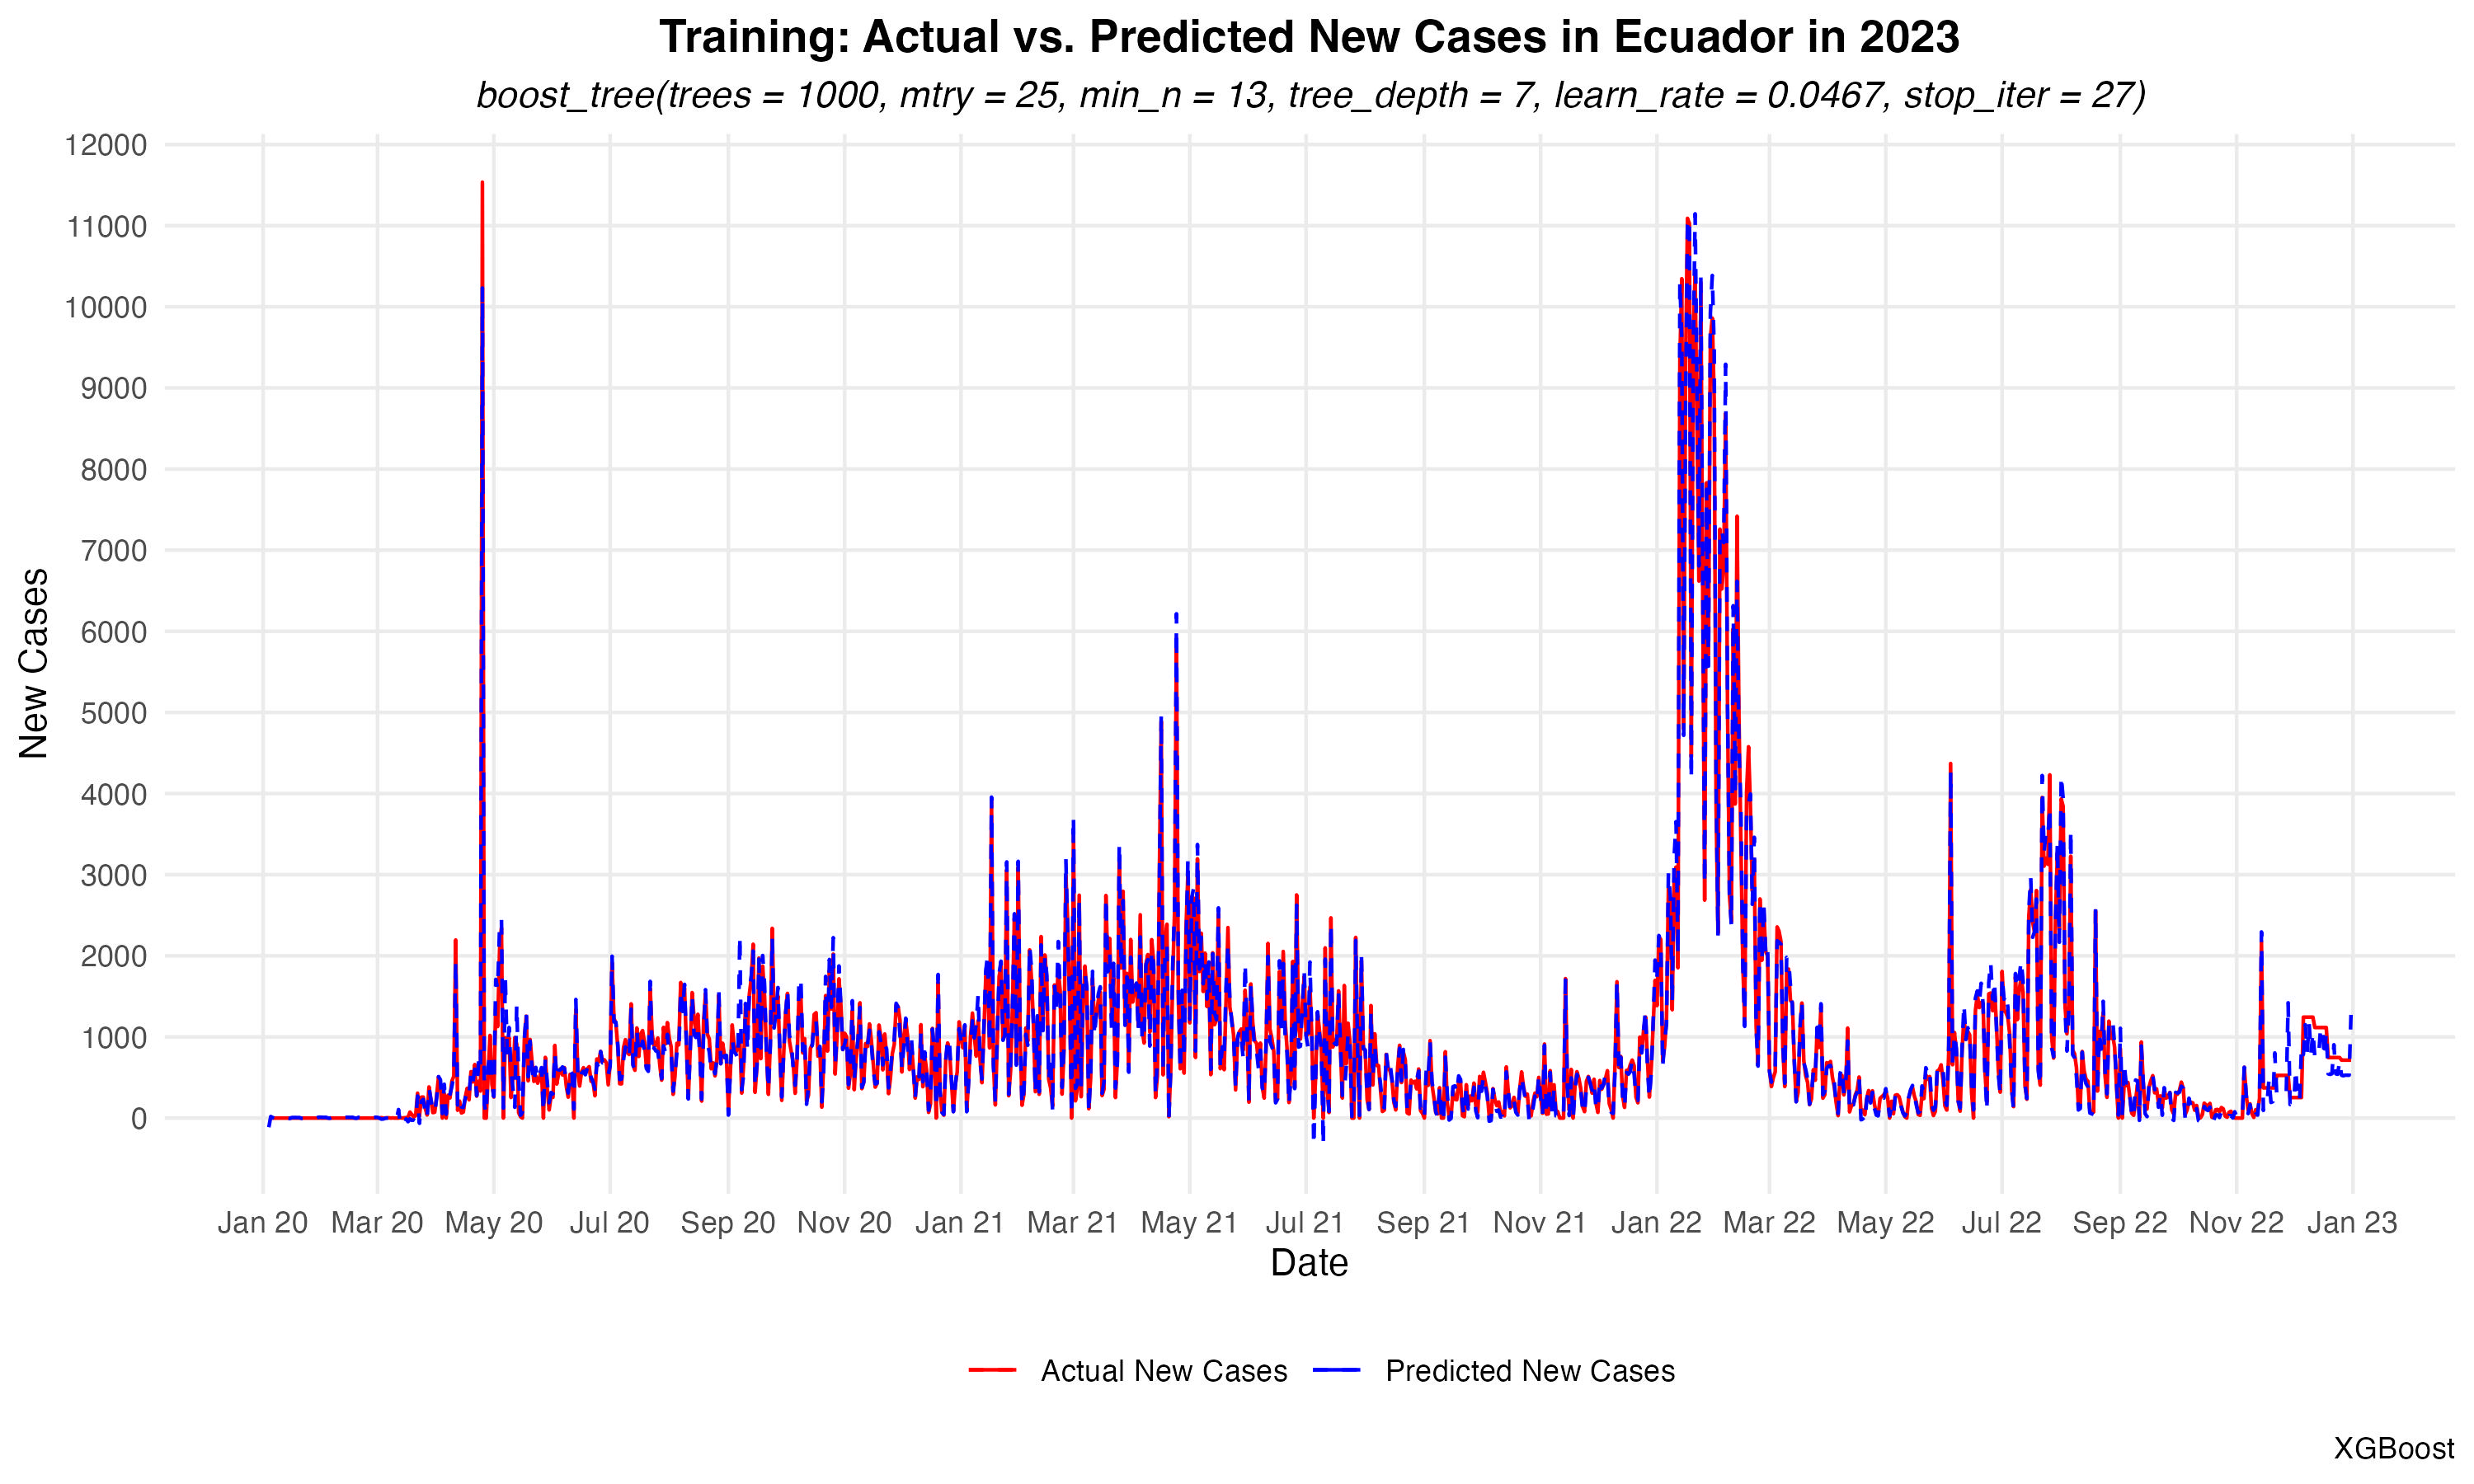 Training: Actual vs. Predicted New Cases in Ecuador in 2023
boost_tree(trees = 1000, mtry = 25, min_n = 13, tree_depth = 7, learn_rate = 0.0467, stop_iter = 27)
12000
11000
10000
9000
8000
7000
6000
5000
4000
3000
2000
1000
0
New Cases
Jan 20 Mar 20 May 20 Jul 20 Sep 20 Nov 20 Jan 21 Mar 21 May 21 Jul 21 Sep 21 Nov 21 Jan 22 Mar 22 May 22 Jul 22 Sep 22 Nov 22 Jan 23
Date
Actual New Cases Predicted New Cases
XGBoost